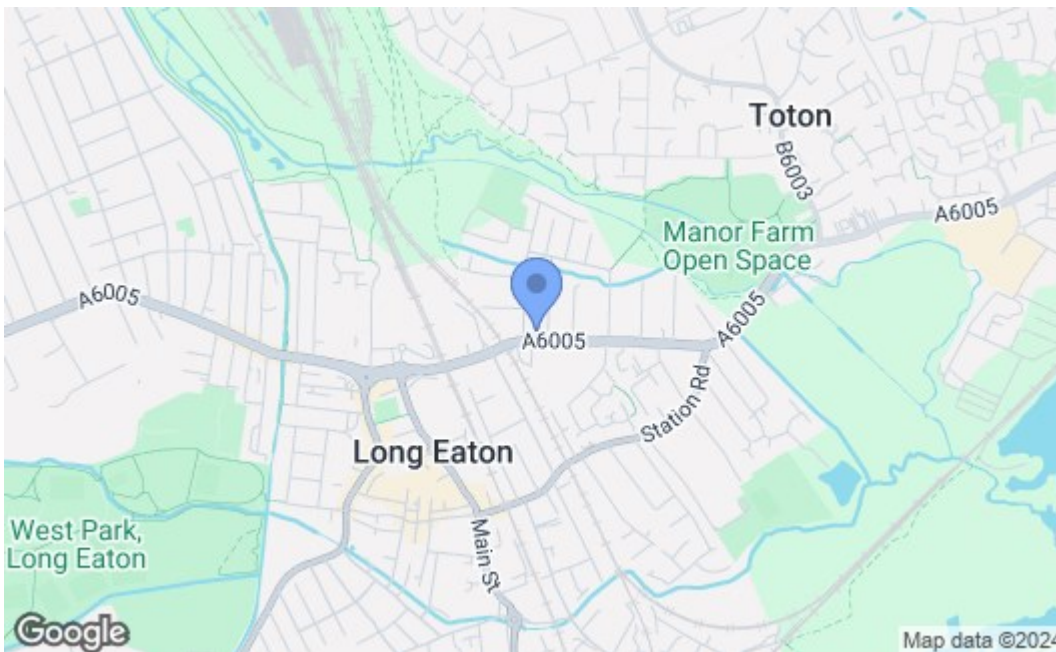 Toton
B6003
A6005
Manor Farm
Open Space
A6005
A6005
A6005
Station Rd
Long Eaton
West Park,
Long Eaton
Main St
Google
Map data ©2024